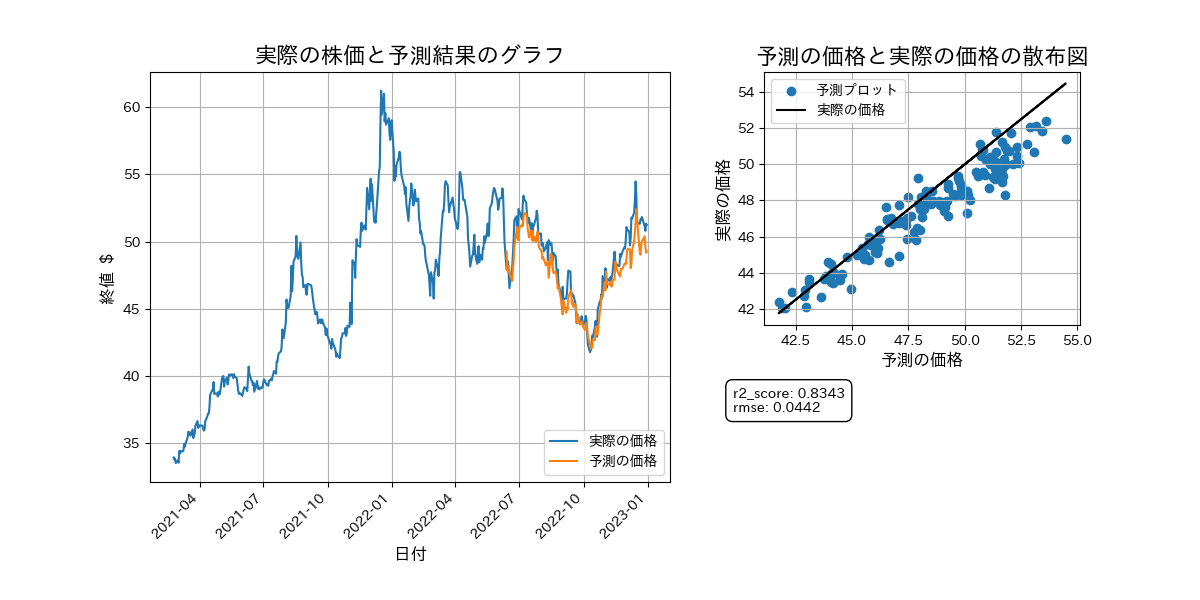 実際の株価と予測結果のグラフ
終値 $
60
55
50
45
40
35
2021-04
2021-07
2021-10
2022-01
2022-04
2022-07
2022-10
2023-01
日付
実際の価格
予測の価格
予測の価格と実際の価格の散布図
実際の価格
54
52
50
48
46
44
42
予測プロット
実際の価格
42.5
45.0
47.5
50.0
52.5
55.0
予測の価格
r2_score: 0.8343
rmse: 0.0442